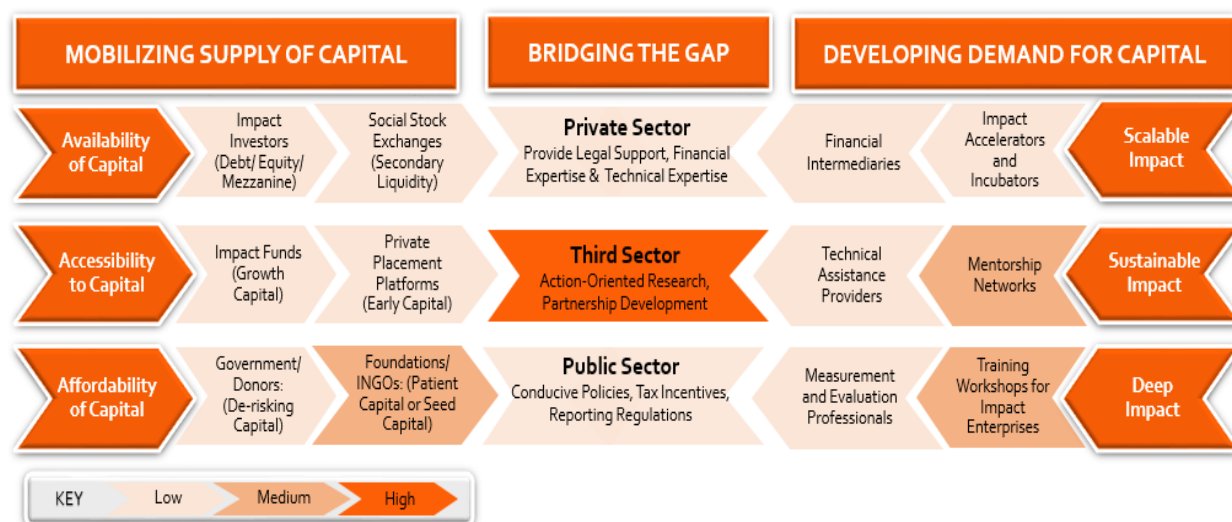 MOBILIZING SUPPLY OF CAPITAL
BRIDGING THE GAP
DEVELOPING DEMAND FOR CAPITAL
Availability
of Capital
Impact
Investors
(Debt/ Equity/
Mezzanine)
Social Stock
Exchanges
(Secondary
Liquidity)
Private Sector
Provide Legal Support, Financial
Expertise & Technical Expertise
Financial
Intermediaries
Impact
Accelerators
and
Incubators
Scalable
Impact
Accessibility
to Capital
Impact Funds
(Growth
Capital)
Private
Placement
Platforms
(Early Capital)
Third Sector
Action-Oriented Research,
Partnership Development
Technical
Assistance
Providers
Mentorship
Networks
Sustainable
Impact
Affordability
of Capital
Government/
Donors:
(De-risking
Capital)
Foundations/
INGOs: (Patient
Capital or Seed
Capital)
Public Sector
Conducive Policies, Tax Incentives,
Reporting Regulations
Measurement
and Evaluation
Professionals
Training
Workshops for
Impact
Enterprises
Deep
Impact
KEY
Low
Medium
High